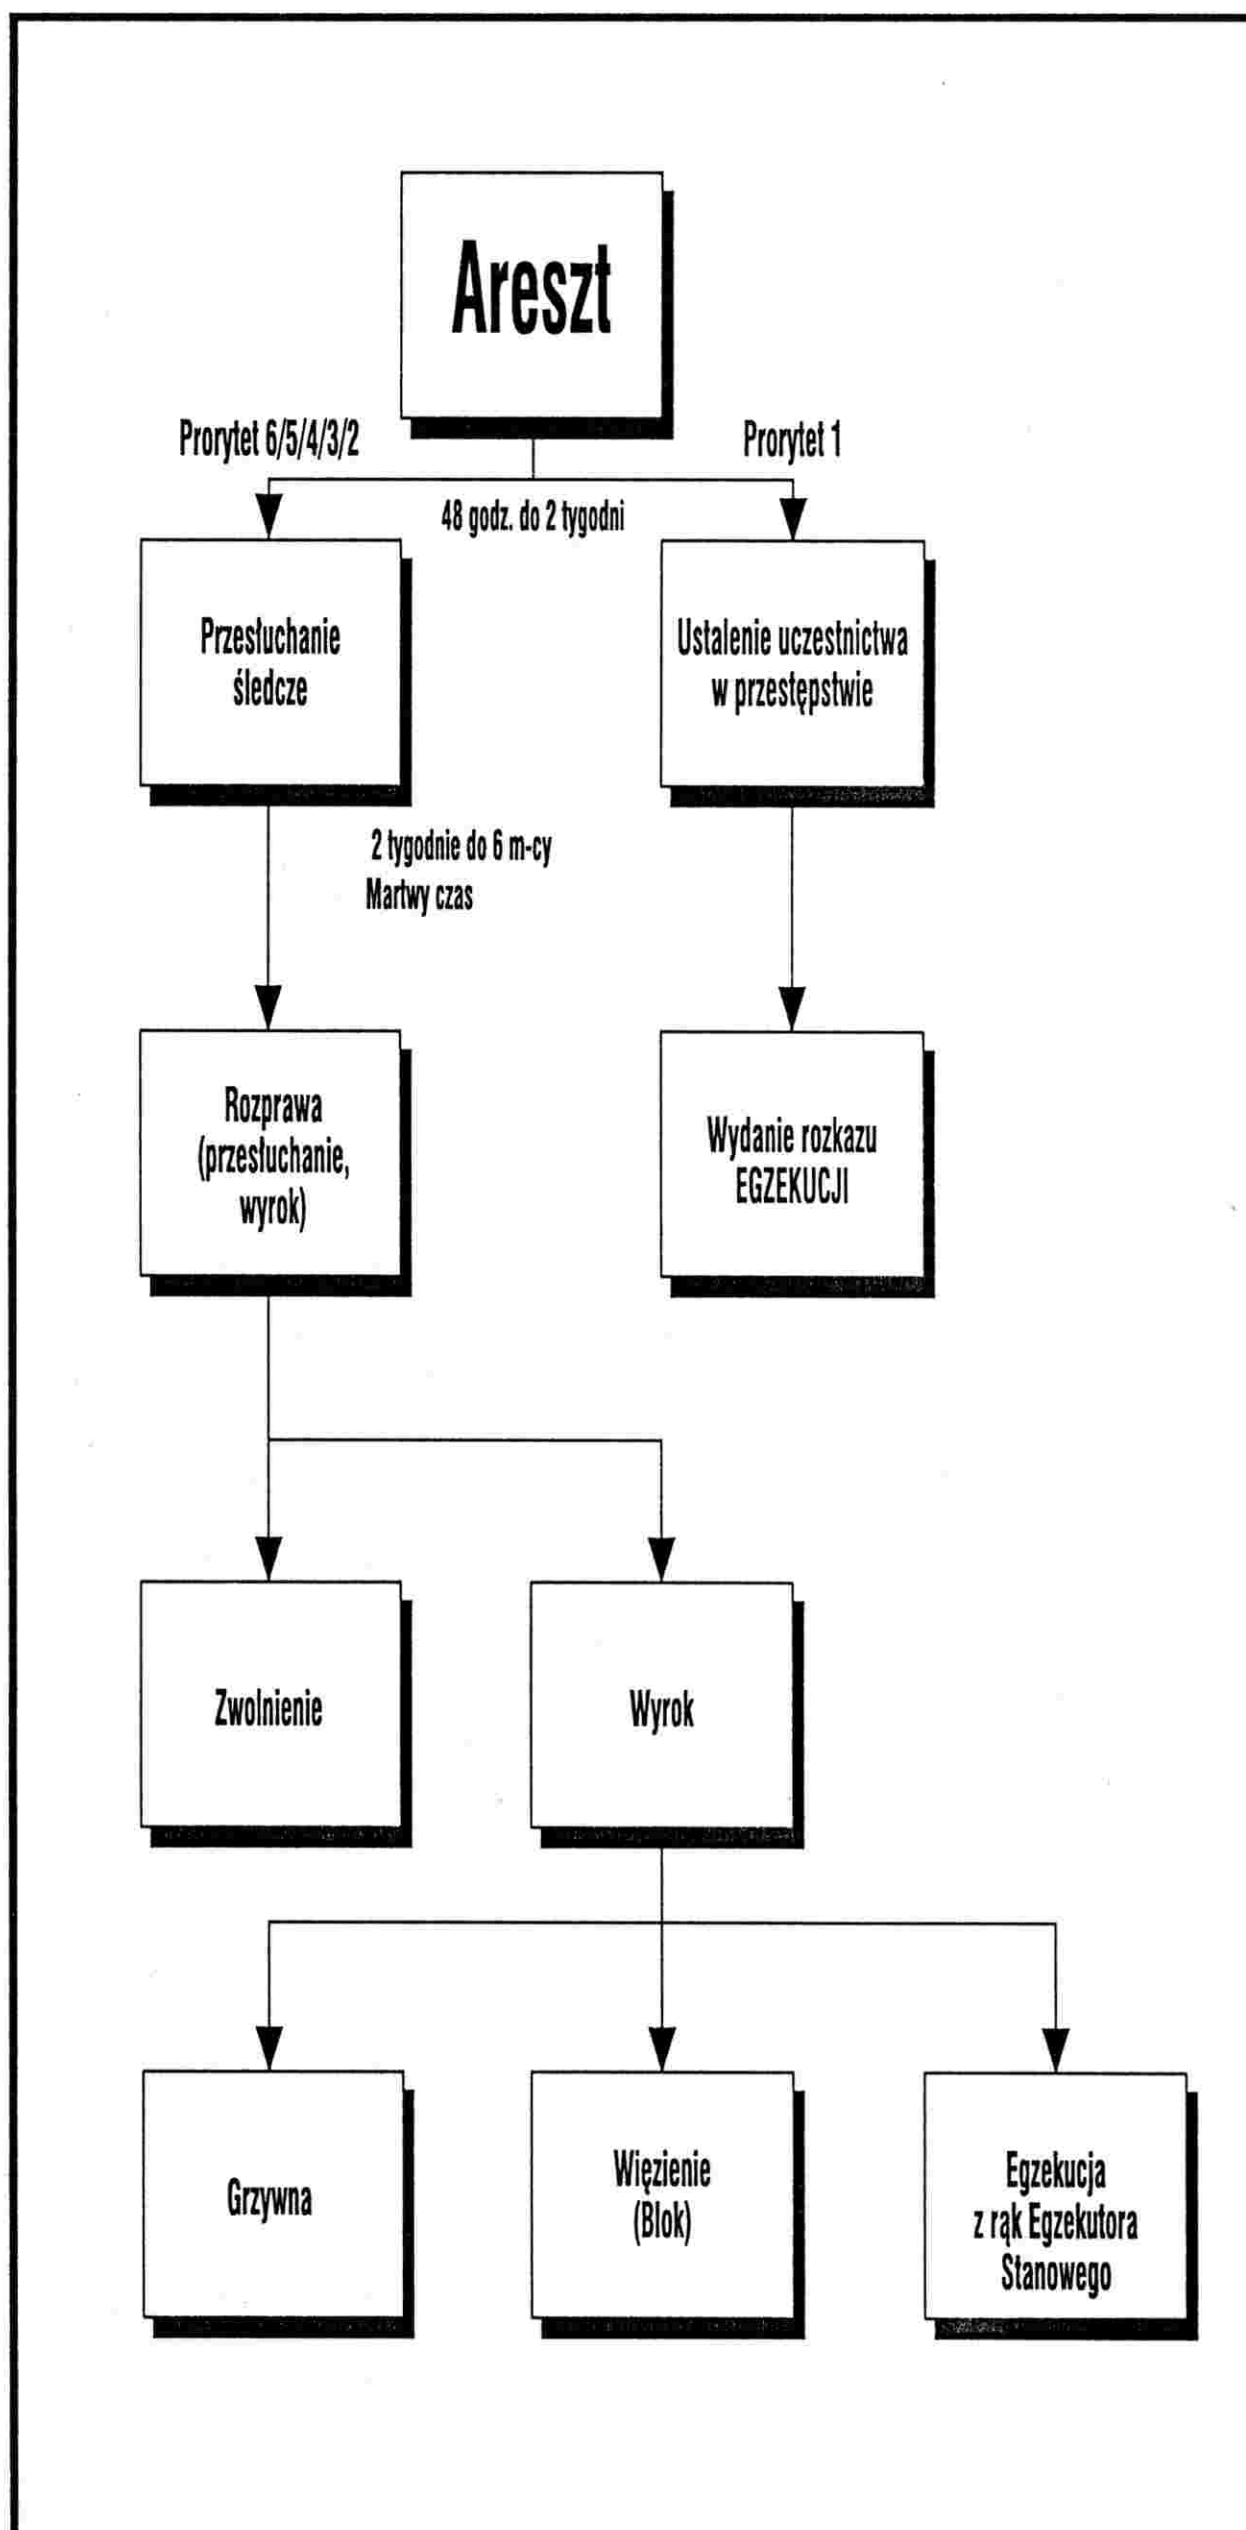 Areszt
Prorytet 6/5/4/3/2
Prorytet 1
48 godz. do 2 tygodni
Przesłuchanie
śledcze
Ustalenie uczestnictwa
w przestępstwie
2 tygodnie do 6 m-cy
Martwy czas
Rozprawa
(przesłuchanie,
wyrok)
Wydanie rozkazu
EGZEKUCJI
Zwolnienie
Wyrok
Grzywna
Więzienie
(Blok)
Egzekucja
z rąk Egzekutora
Stanowego